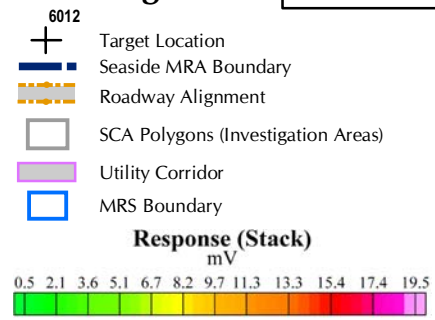 6012
Target Location
Seaside MRA Boundary
Roadway Alignment
SCA Polygons (Investigation Areas)
Utility Corridor
MRS Boundary
Response (Stack)
mV
0.5 2.1 3.6 5.1 6.7 8.2 9.7 11.3 13.3 15.4 17.4 19.5